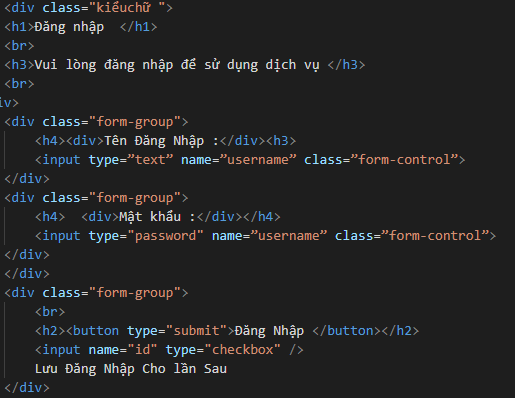 <div class="kiểuchữ ">
<h1>Đăng nhập  </h1>
<br>
<h3>Vui lòng đăng nhập để sử dụng dịch vụ </h3>
<br>
iv>
<div class="form-group">
<h4><div>Tên Đăng Nhập :</div><h3>
<input type=”text” name=”username” class=”form-control”>
</div>
<div class="form-group">
<h4>  <div>Mật khẩu :</div></h4>
<input type="password" name=”username” class=”form-control”>
</div>
</div>
<div class="form-group">
<br>
<h2><button type="submit">Đăng Nhập </button></h2>
<input name="id" type="checkbox" />
Lưu Đăng Nhập Cho lần Sau
</div>